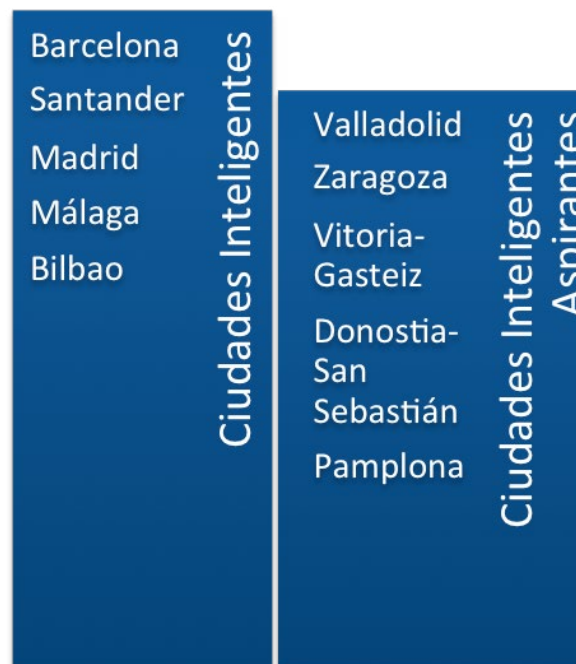 Barcelona
Santander
Madrid
Málaga
Bilbao
Ciudades Inteligentes
Valladolid
Zaragoza
Vitoria-
Gasteiz
Donostia-
San
Sebastián
Pamplona
Ciudades Inteligentes
Aspirantes